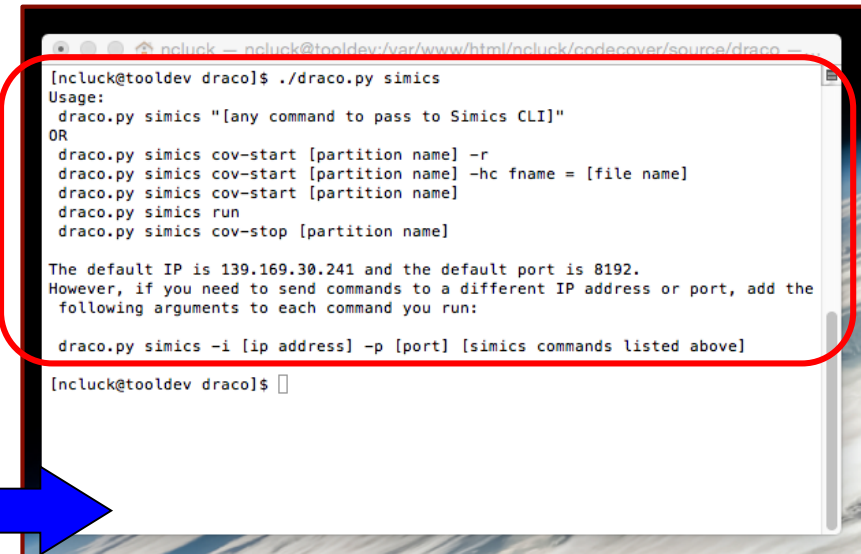 ncluck — ncluck@tooldev:/var/www/html/ncluck/codecover/source/draco — ...
[ncluck@tooldev draco]$ ./draco.py simics
Usage:
 draco.py simics "[any command to pass to Simics CLI]"
OR
 draco.py simics cov-start [partition name] -r
 draco.py simics cov-start [partition name] -hc fname = [file name]
 draco.py simics cov-start [partition name]
 draco.py simics run
 draco.py simics cov-stop [partition name]
The default IP is 139.169.30.241 and the default port is 8192.
However, if you need to send commands to a different IP address or port, add the
 following arguments to each command you run:
 draco.py simics -i [ip address] -p [port] [simics commands listed above]
[ncluck@tooldev draco]$